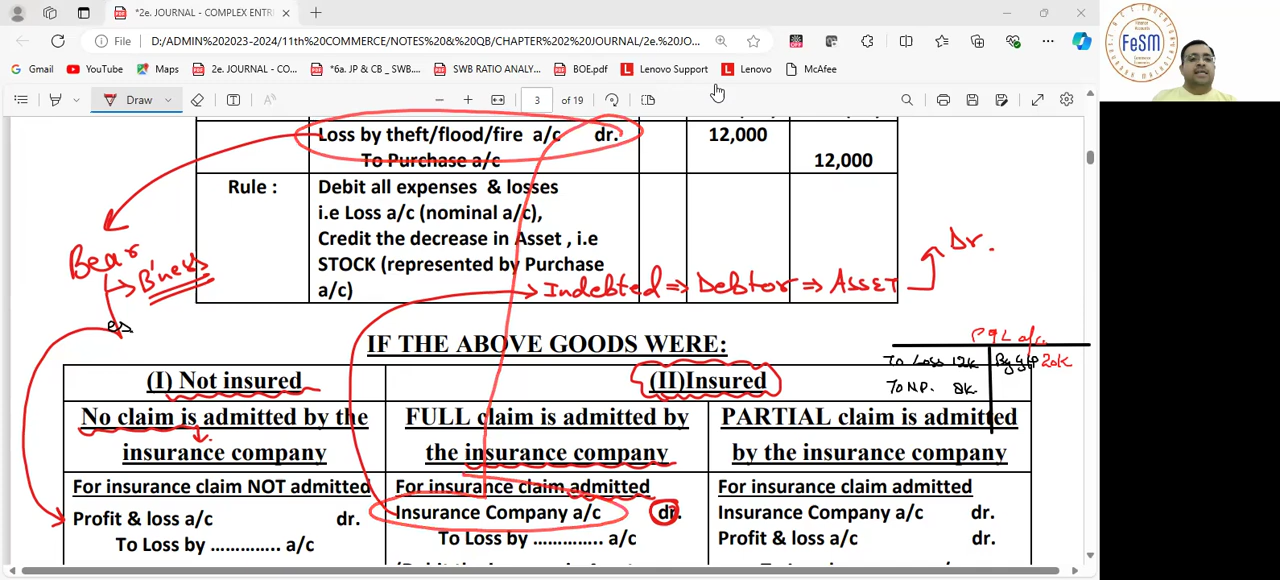 *2e. JOURNAL - COMPLEX ENTR
File
D:/ADMIN%202023-2024/11th%20COMMERCE/NOTES%20&%20QB/CHAPTER%202%20JOURNAL/2e.%20JO...
Gmail
YouTube
Maps
2e. JOURNAL - CO...
*6a. JP & CB _ SWB....
SWB RATIO ANALY...
BOE.pdf
Lenovo Support
Lenovo
McAfee
Draw
3 of 19
FeSM
Loss by theft/flood/fire a/c dr. 12,000
To Purchase a/c 12,000
Rule : Debit all expenses & losses
i.e Loss a/c (nominal a/c),
Credit the decrease in Asset , i.e
STOCK (represented by Purchase
a/c)
Bear
B'ness
Indebted ⇒ Debtor ⇒ ASSET
Dr.
IF THE ABOVE GOODS WERE:
P & L a/c.
To Loss 12k By G.P 20k
To NP. 8k
(I) Not insured
(II)Insured
No claim is admitted by the
insurance company
FULL claim is admitted by
the insurance company
PARTIAL claim is admitted
by the insurance company
For insurance claim NOT admitted
Profit & loss a/c dr.
To Loss by .............. a/c
For insurance claim admitted
Insurance Company a/c dr.
To Loss by .............. a/c
For insurance claim admitted
Insurance Company a/c dr.
Profit & loss a/c dr.